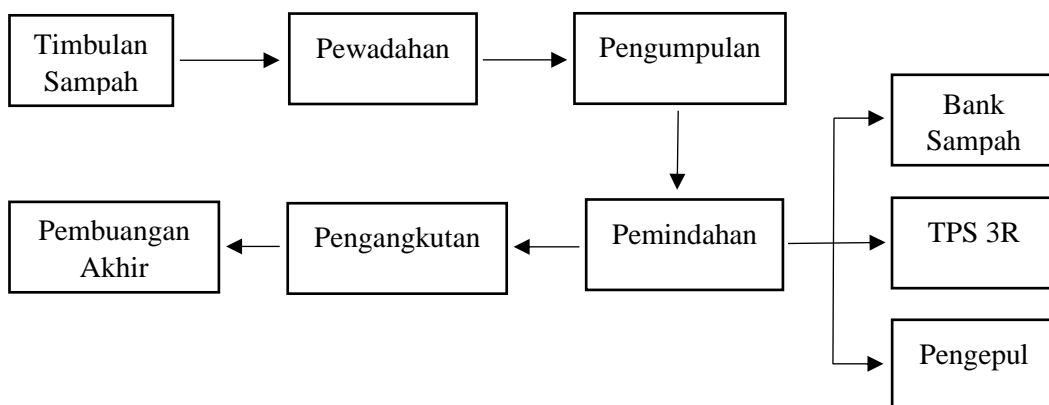 Timbulan
Sampah
Pewadahan
Pengumpulan
Bank
Sampah
Pembuangan
Akhir
Pengangkutan
Pemindahan
TPS 3R
Pengepul